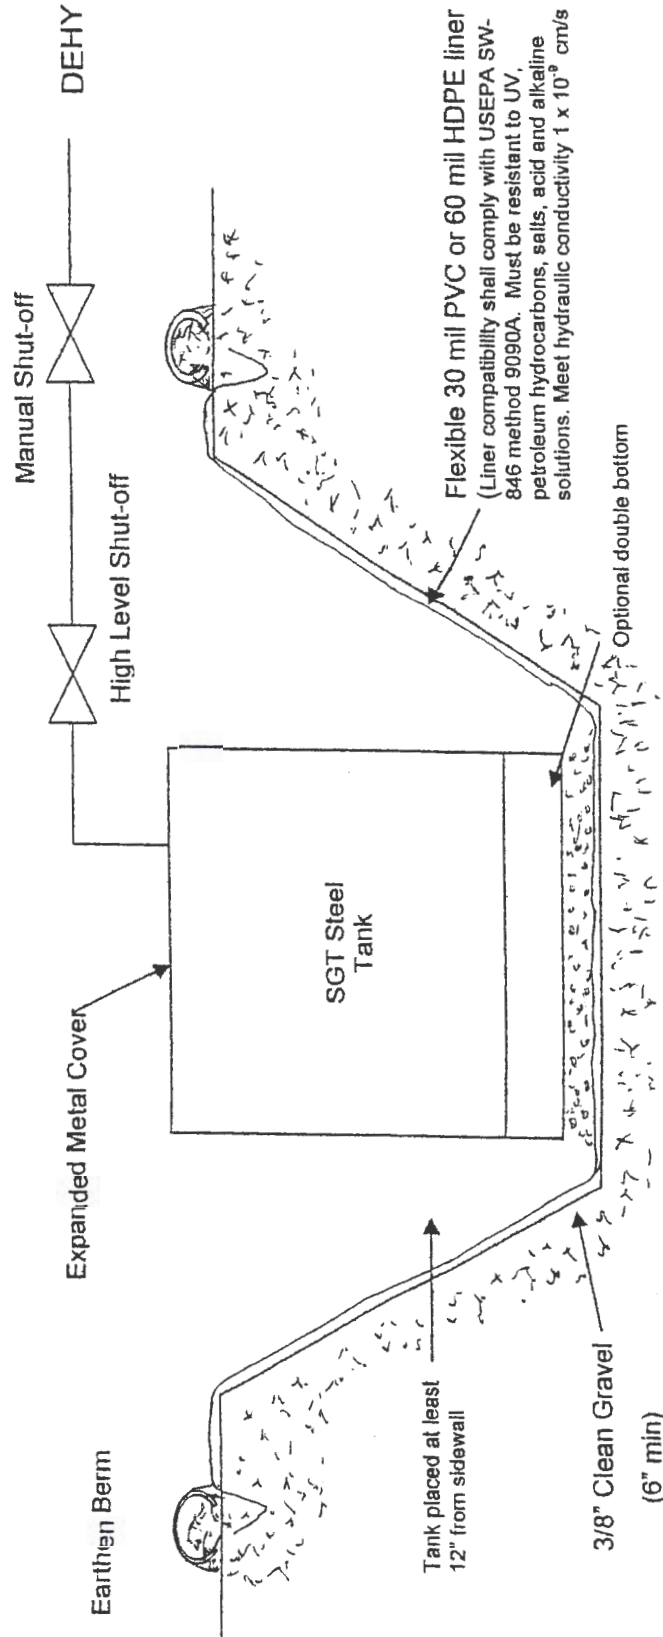 DEHY
Manual Shut-off
High Level Shut-off
Expanded Metal Cover
Earthen Berm
SGT Steel
Tank
Tank placed at least
12" from sidewall
3/8" Clean Gravel
(6" min)
Flexible 30 mil PVC or 60 mil HDPE liner
(Liner compatibility shall comply with USEPA SW-
846 method 9090A. Must be resistant to UV,
petroleum hydrocarbons, salts, acid and alkaline
solutions. Meet hydraulic conductivity 1 x 10⁻⁹ cm/s
Optional double bottom